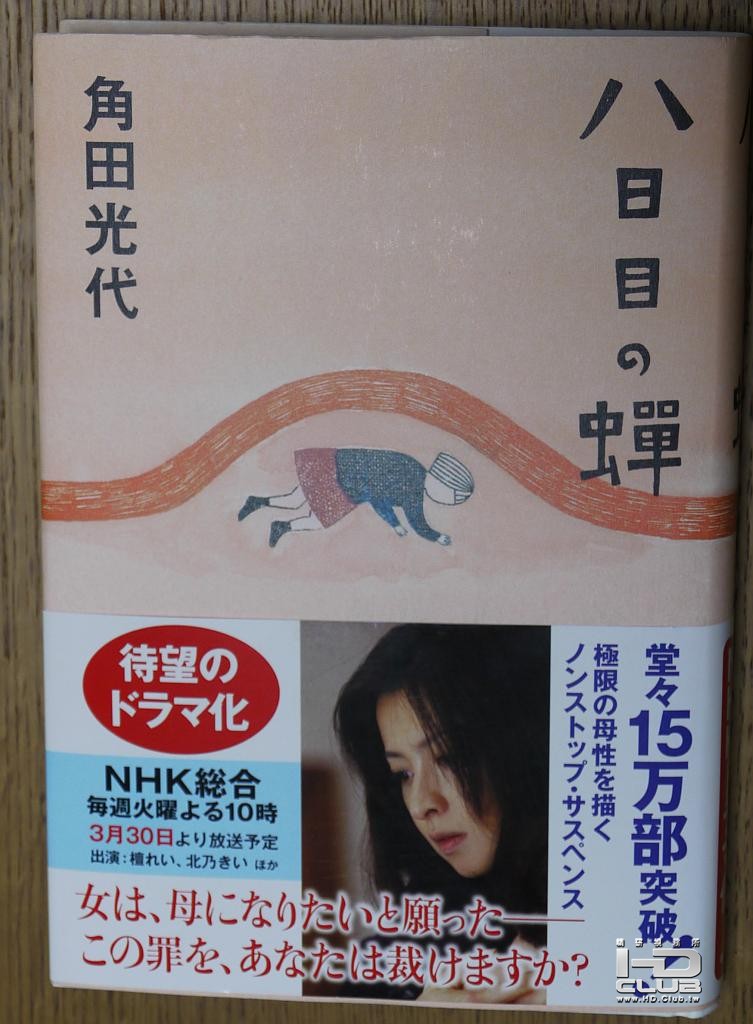 八日目の蟬
角田光代
待望の
ドラマ化
NHK総合
毎週火曜よる10時
3月30日より放送予定
出演:檀れい、北乃きい ほか
堂々15万部突破!
極限の母性を描く
ノンストップ・サスペンス
女は、母になりたいと願った——
この罪を、あなたは裁けますか?
HD
CLUB
www.HD.Club.tw